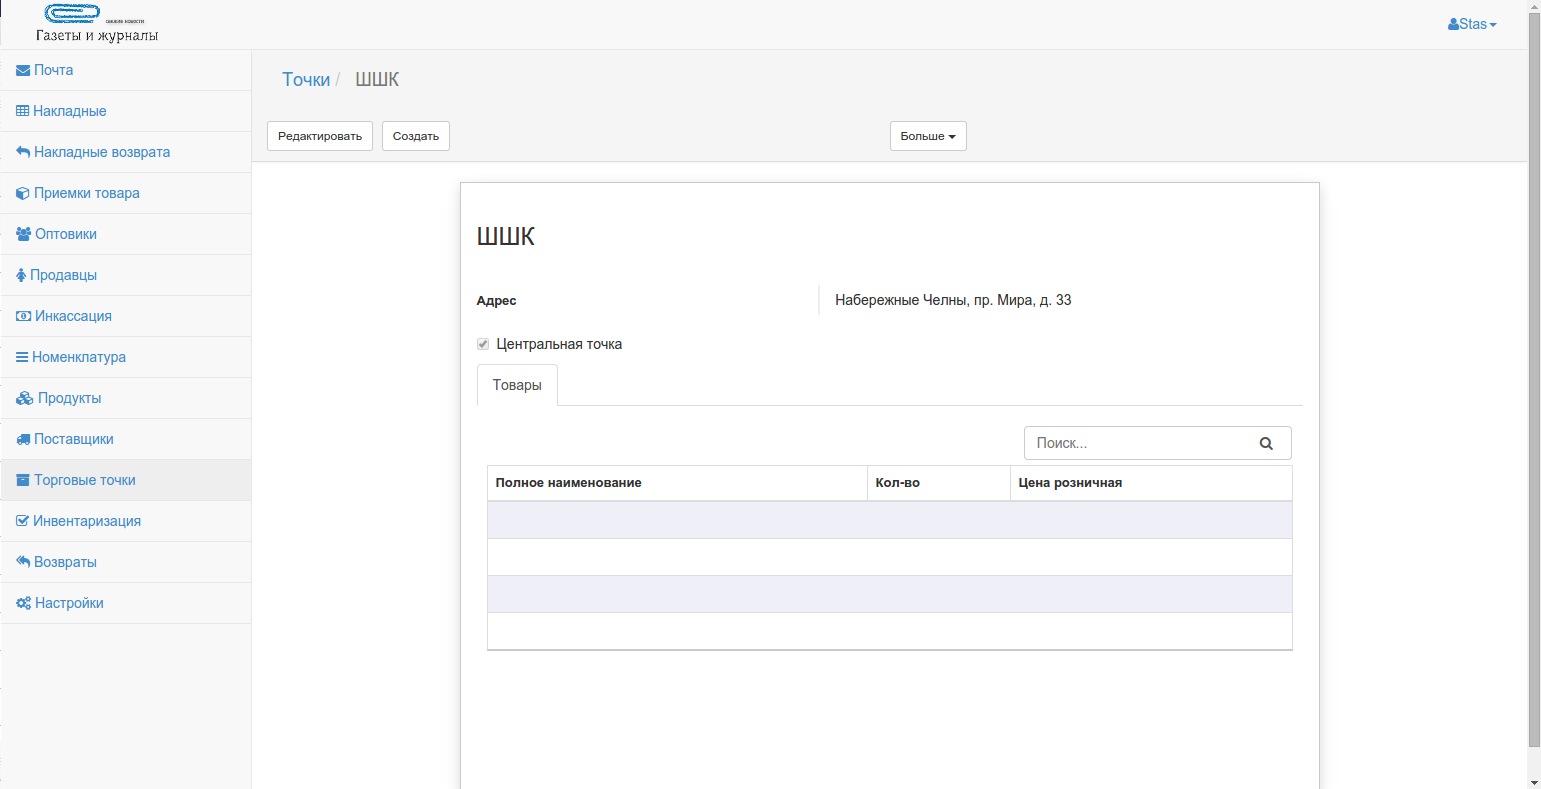 свежие новости
Газеты и журналы
Stas
Почта
Накладные
Накладные возврата
Приемки товара
Оптовики
Продавцы
Инкассация
Номенклатура
Продукты
Поставщики
Торговые точки
Инвентаризация
Возвраты
Настройки
Точки / ШШК
Редактировать Создать Больше
ШШК
Адрес Набережные Челны, пр. Мира, д. 33
Центральная точка
Товары
Поиск...
Полное наименование Кол-во Цена розничная